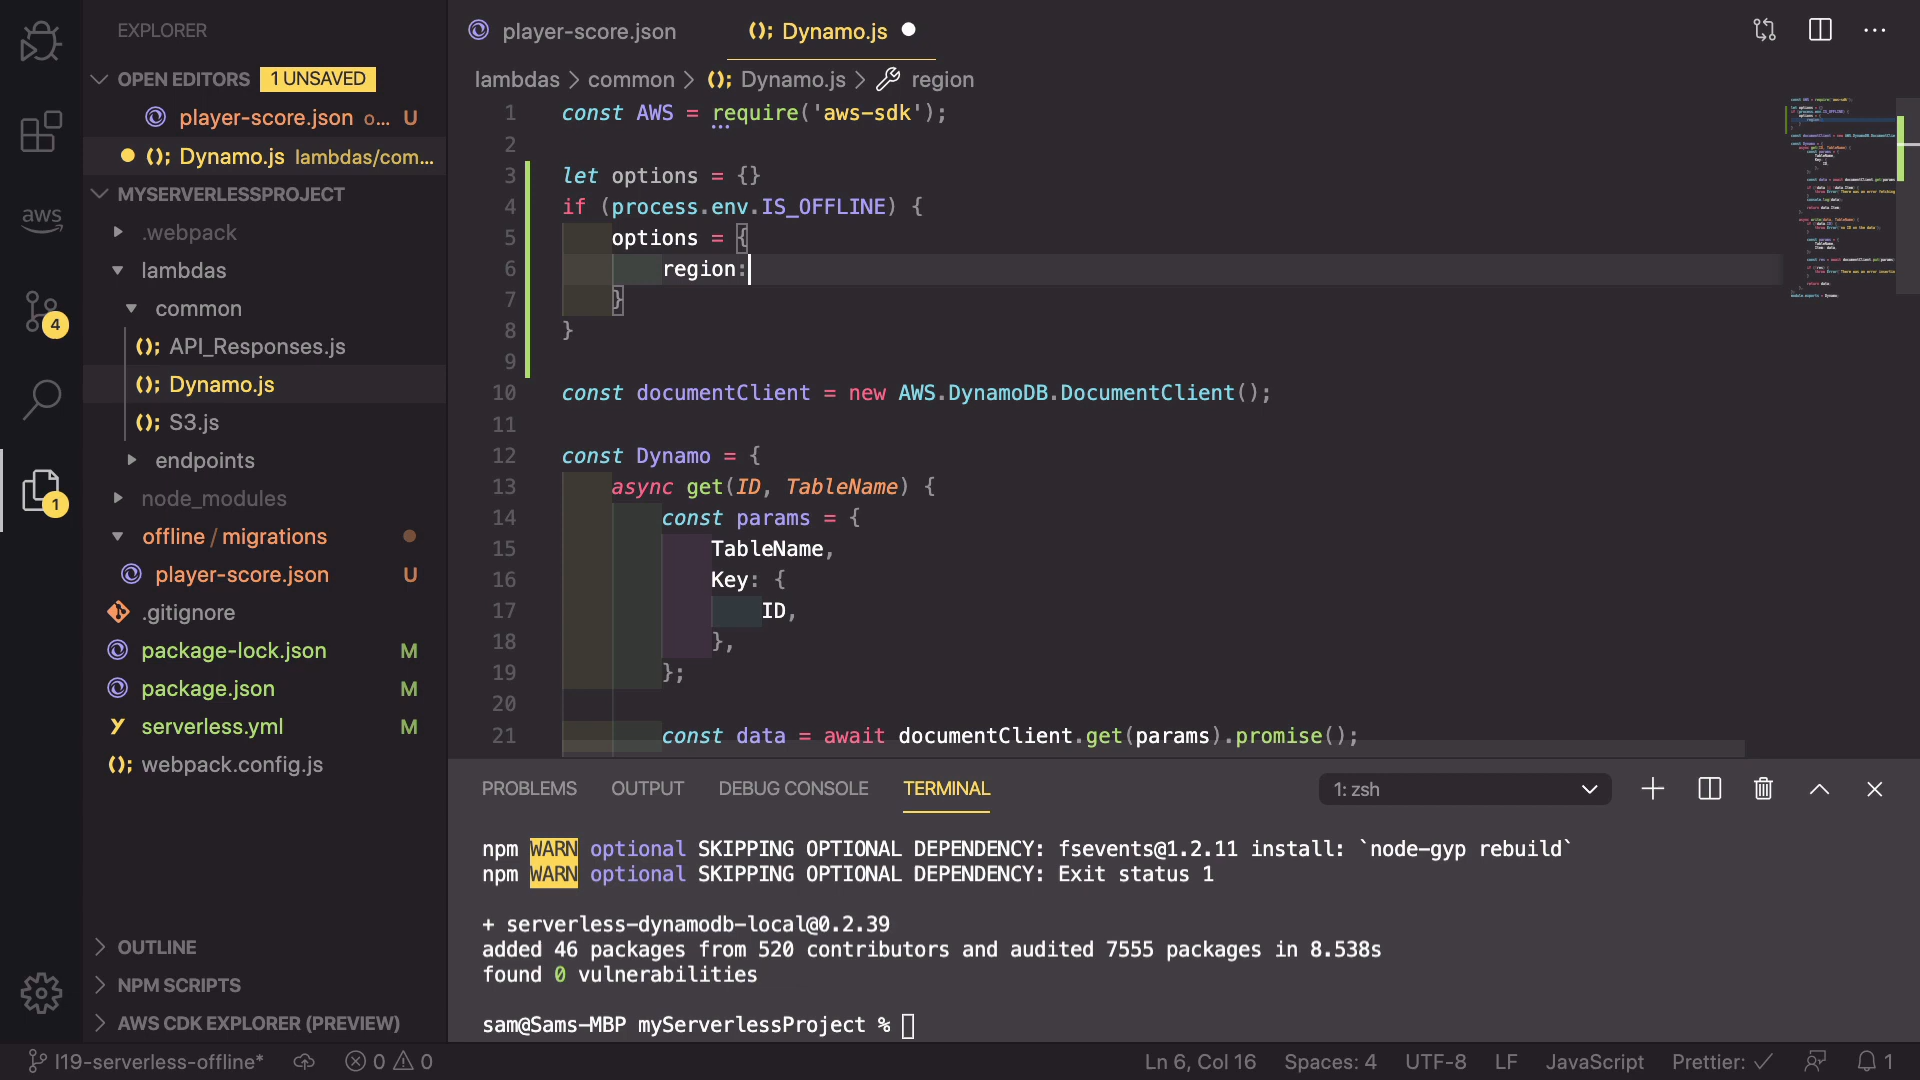 EXPLORER
OPEN EDITORS 1 UNSAVED
player-score.json o... U
(); Dynamo.js lambdas/com...
MYSERVERLESSPROJECT
.webpack
lambdas
common
(); API_Responses.js
(); Dynamo.js
(); S3.js
endpoints
node_modules
offline / migrations
player-score.json U
.gitignore
package-lock.json M
package.json M
Y serverless.yml M
(); webpack.config.js
OUTLINE
NPM SCRIPTS
AWS CDK EXPLORER (PREVIEW)
aws
4
1
player-score.json (); Dynamo.js
lambdas > common > (); Dynamo.js > region
1 const AWS = require('aws-sdk');
2
3 let options = {}
4 if (process.env.IS_OFFLINE) {
5 options = {
6 region:
7 }
8 }
9
10 const documentClient = new AWS.DynamoDB.DocumentClient();
11
12 const Dynamo = {
13 async get(ID, TableName) {
14 const params = {
15 TableName,
16 Key: {
17 ID,
18 },
19 };
20
21 const data = await documentClient.get(params).promise();
PROBLEMS OUTPUT DEBUG CONSOLE TERMINAL 1: zsh
npm WARN optional SKIPPING OPTIONAL DEPENDENCY: fsevents@1.2.11 install: `node-gyp rebuild`
npm WARN optional SKIPPING OPTIONAL DEPENDENCY: Exit status 1
+ serverless-dynamodb-local@0.2.39
added 46 packages from 520 contributors and audited 7555 packages in 8.538s
found 0 vulnerabilities
sam@Sams-MBP myServerlessProject %
l19-serverless-offline* 0 0 Ln 6, Col 16 Spaces: 4 UTF-8 LF JavaScript Prettier: ✓ 1